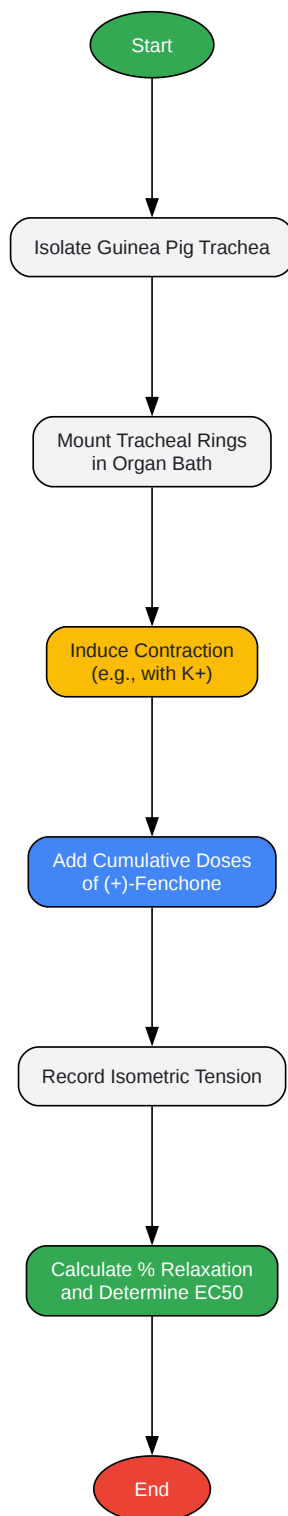 Start
Isolate Guinea Pig Trachea
Mount Tracheal Rings
in Organ Bath
Induce Contraction
(e.g., with K+)
Add Cumulative Doses
of (+)-Fenchone
Record Isometric Tension
Calculate % Relaxation
and Determine EC50
End